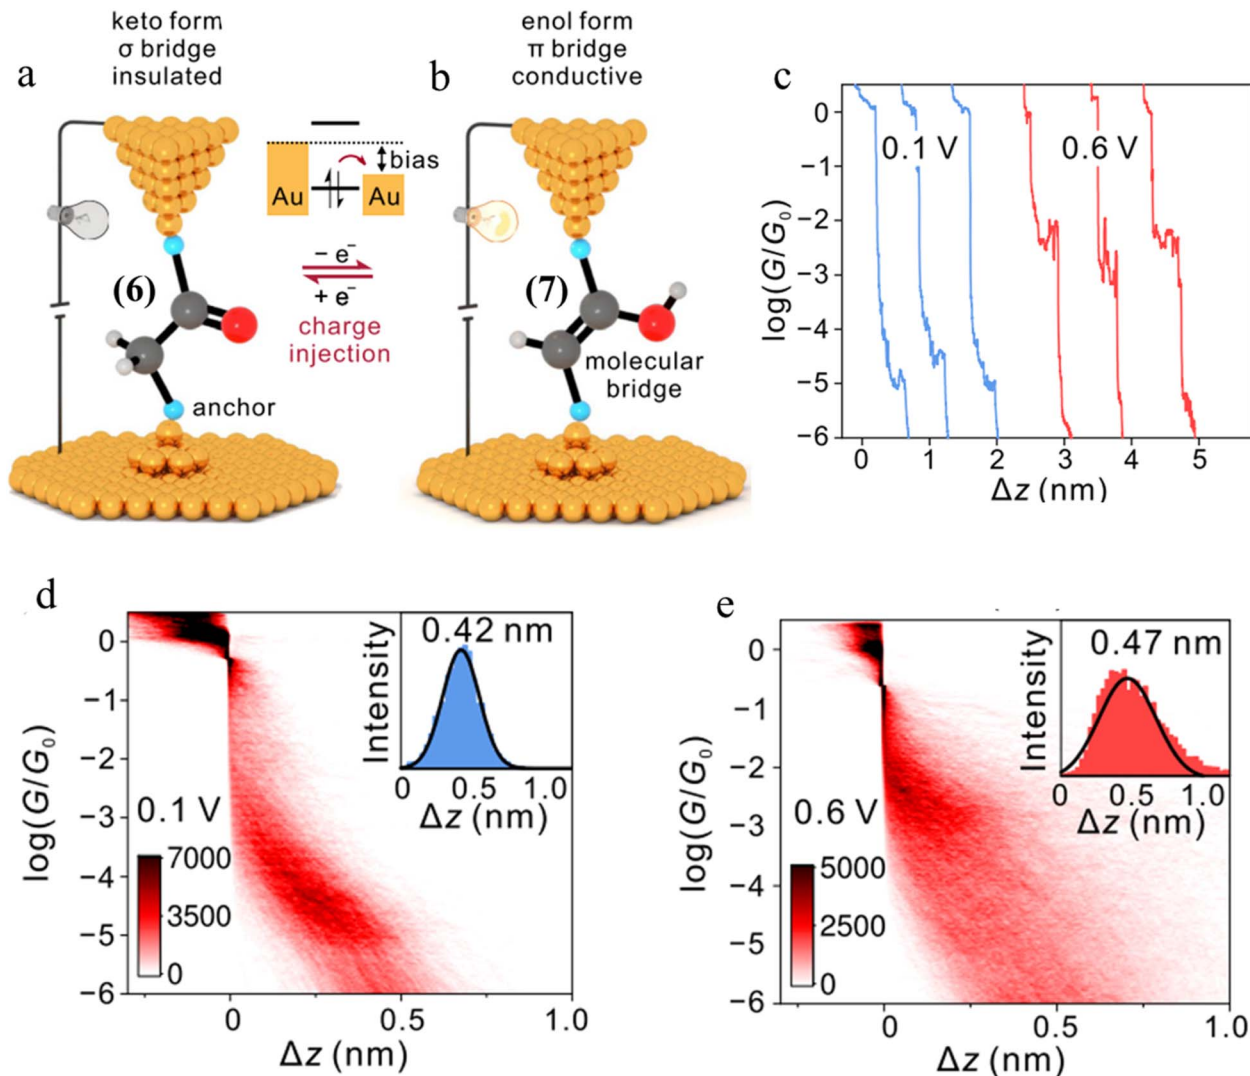 keto form
σ bridge
insulated
a
Au
Au
bias
(6)
− e⁻
+ e⁻
charge
injection
anchor
enol form
π bridge
conductive
b
(7)
molecular
bridge
c
log(G/G₀)
0
−1
−2
−3
−4
−5
−6
0.1 V
0.6 V
0 1 2 3 4 5
Δz (nm)
d
log(G/G₀)
0
−1
−2
−3
−4
−5
−6
0.1 V
7000
3500
0
Intensity
0.42 nm
0 0.5 1.0
Δz (nm)
0 0.5 1.0
Δz (nm)
e
log(G/G₀)
0
−1
−2
−3
−4
−5
−6
0.6 V
5000
2500
0
Intensity
0.47 nm
0 0.5 1.0
Δz (nm)
0 0.5 1.0
Δz (nm)